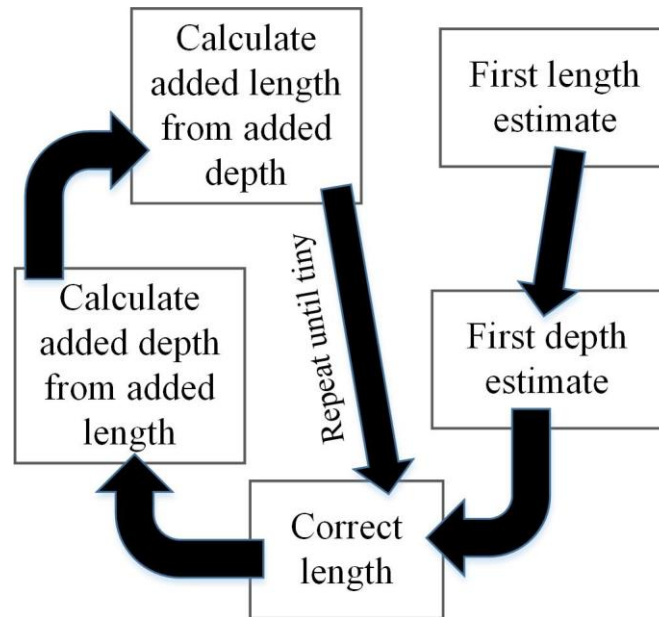 Calculate
added length
from added
depth
First length
estimate
Repeat until tiny
Calculate
added depth
from added
length
First depth
estimate
Correct
length